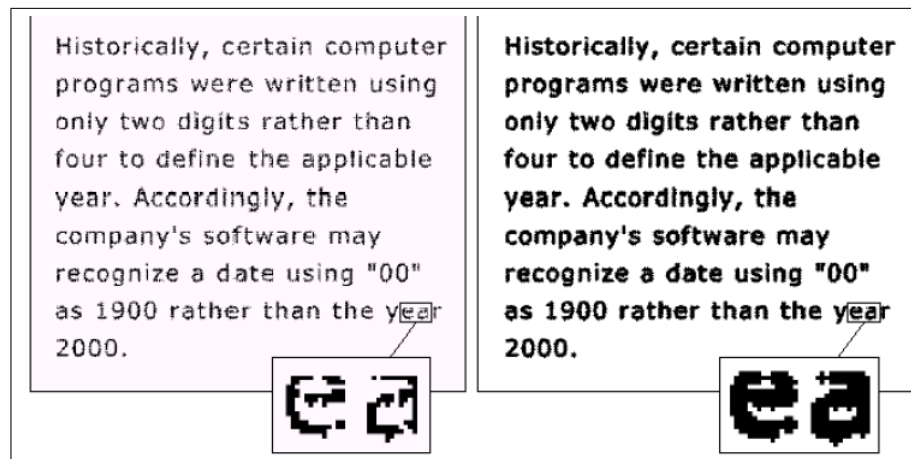 Historically, certain computer
programs were written using
only two digits rather than
four to define the applicable
year. Accordingly, the
company's software may
recognize a date using "00"
as 1900 rather than the year
2000.
ea
Historically, certain computer
programs were written using
only two digits rather than
four to define the applicable
year. Accordingly, the
company's software may
recognize a date using "00"
as 1900 rather than the year
2000.
ea